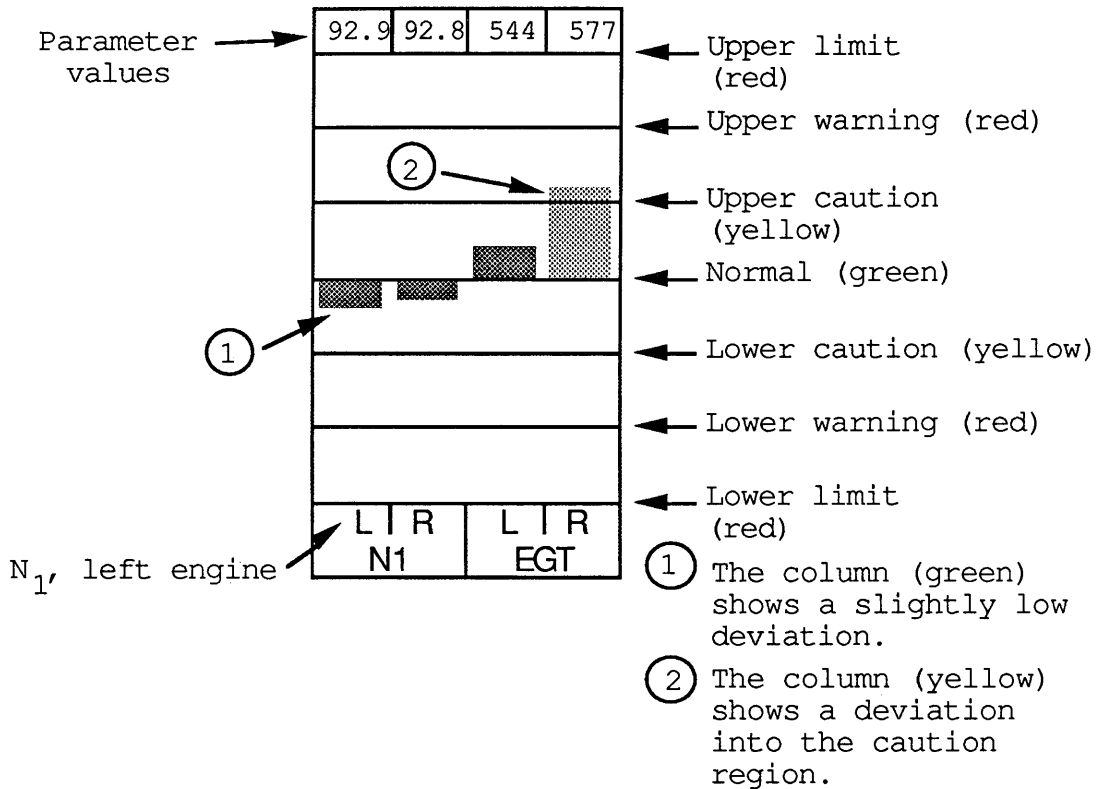 92.9 92.8 544 577
Parameter
values
Upper limit
(red)
Upper warning (red)
2
Upper caution
(yellow)
Normal (green)
1
Lower caution (yellow)
Lower warning (red)
Lower limit
(red)
L R L R
N1 EGT
N1, left engine
1 The column (green)
shows a slightly low
deviation.
2 The column (yellow)
shows a deviation
into the caution
region.